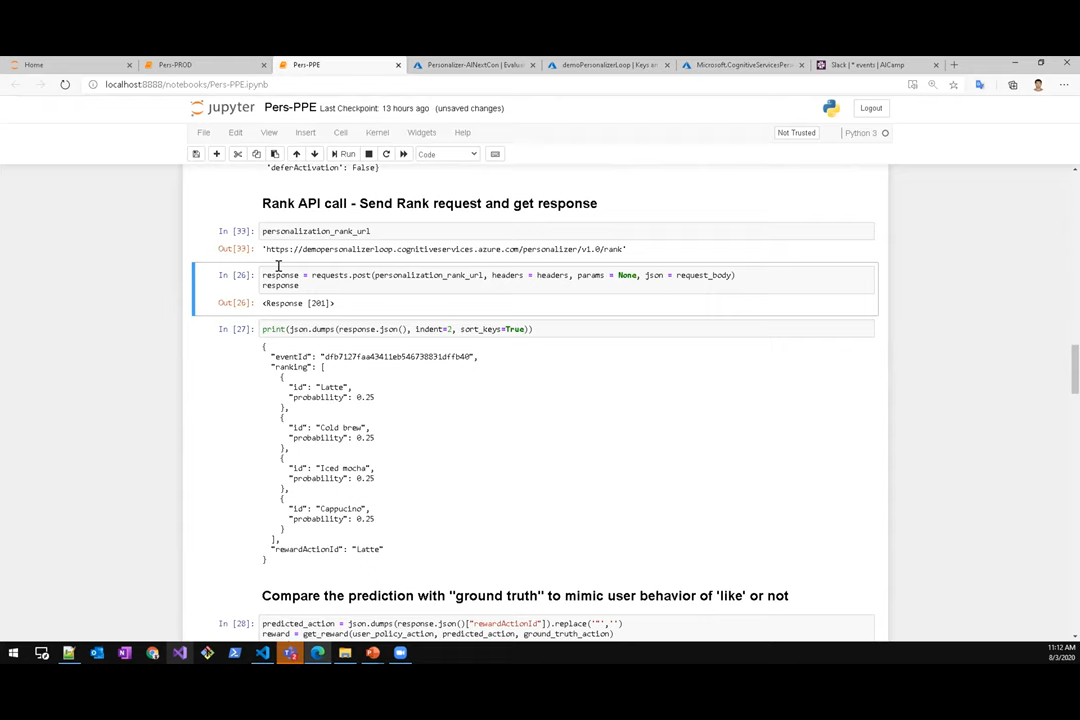 Home
Pers-PROD
Pers-PPE
Personalizer-AINextCon | Evaluat
demoPersonalizerLoop | Keys an
Microsoft.CognitiveServicesPers
Slack | * events | AICamp
localhost:8888/notebooks/Pers-PPE.ipynb
jupyter Pers-PPE Last Checkpoint: 13 hours ago (unsaved changes)
Logout
File Edit View Insert Cell Kernel Widgets Help
Not Trusted
Python 3
Run
Code
'deferActivation': False}
Rank API call - Send Rank request and get response
In [33] personalization_rank_url
Out[33] 'https://demopersonalizerloop.cognitiveservices.azure.com/personalizer/v1.0/rank'
In [26] response = requests.post(personalization_rank_url, headers = headers, params = None, json = request_body)
response
Out[26] <Response [201]>
In [27] print(json.dumps(response.json(), indent=2, sort_keys=True))
{
"eventId": "dfb7127faa43411eb546738831dffb40",
"ranking": [
{
"id": "Latte",
"probability": 0.25
},
{
"id": "Cold brew",
"probability": 0.25
},
{
"id": "Iced mocha",
"probability": 0.25
},
{
"id": "Cappucino",
"probability": 0.25
}
],
"rewardActionId": "Latte"
}
Compare the prediction with "ground truth" to mimic user behavior of 'like' or not
In [28] predicted_action = json.dumps(response.json()["rewardActionId"]).replace('"','')
reward = get_reward(user_policy_action, predicted_action, ground_truth_action)
11:12 AM
8/3/2020